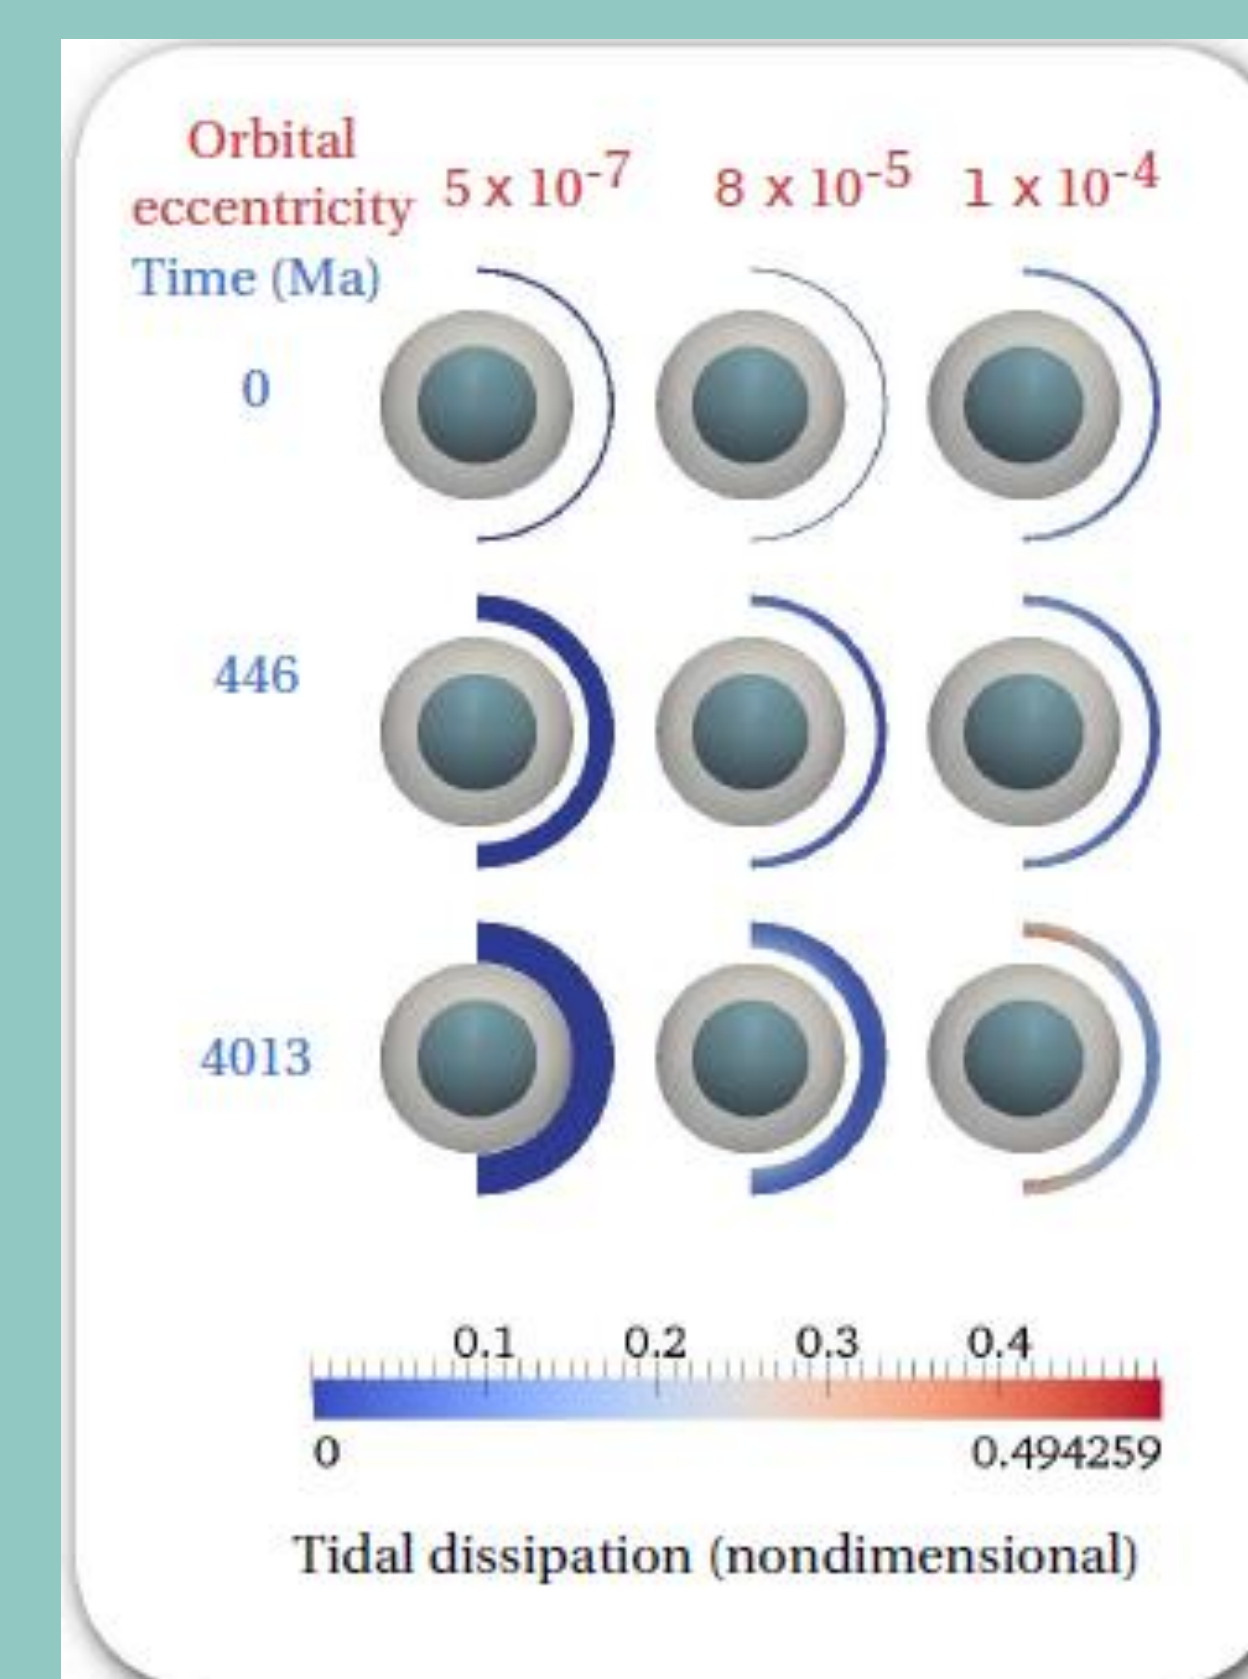 Orbital
eccentricity 5 x 10⁻⁷ 8 x 10⁻⁵ 1 x 10⁻⁴
Time (Ma)
0
446
4013
0.1 0.2 0.3 0.4
0 0.494259
Tidal dissipation (nondimensional)